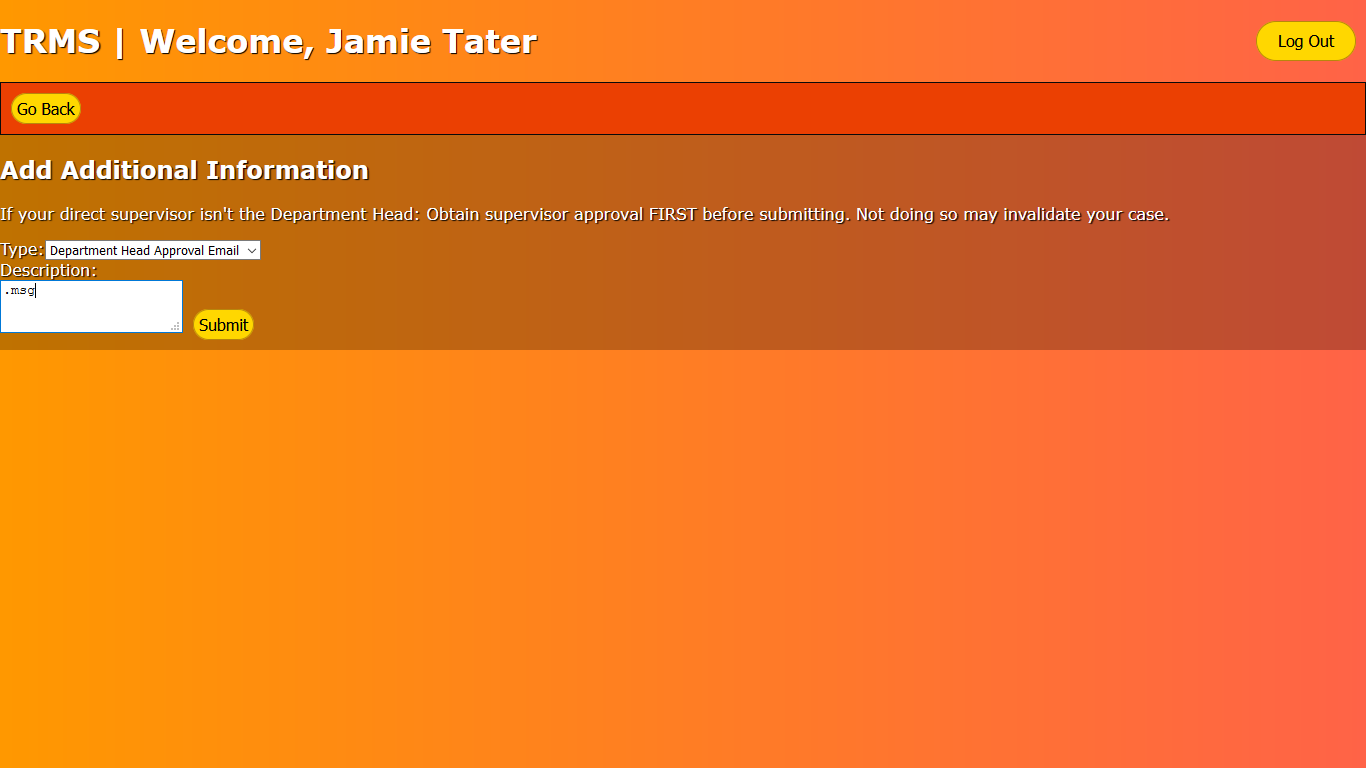 TRMS | Welcome, Jamie Tater
Log Out
Go Back
Add Additional Information
If your direct supervisor isn't the Department Head: Obtain supervisor approval FIRST before submitting. Not doing so may invalidate your case.
Type: Department Head Approval Email
Description:
.msg
Submit